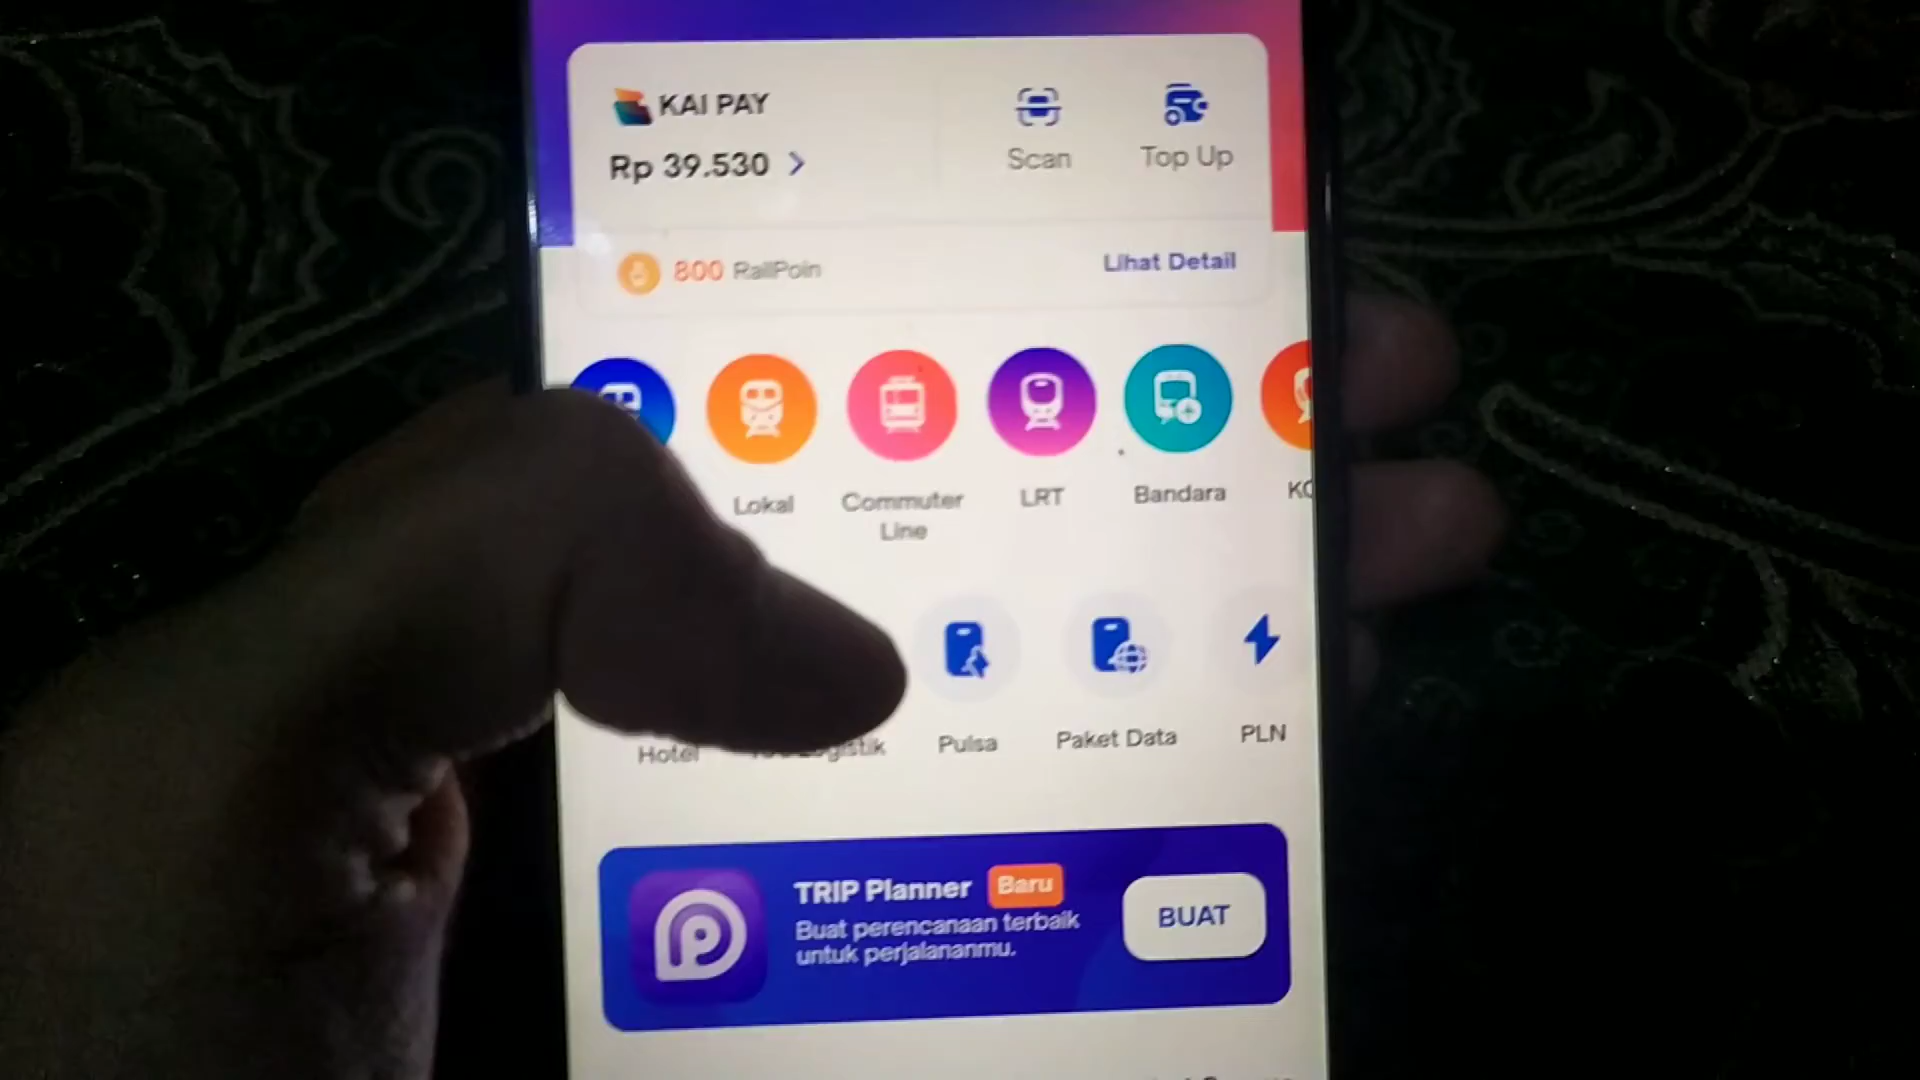 KAI PAY
Rp 39.530
Scan
Top Up
800 RailPoin
Lihat Detail
Lokal
Commuter
Line
LRT
Bandara
Hotel
Pulsa
Paket Data
PLN
TRIP Planner
Baru
Buat perencanaan terbaik
untuk perjalananmu.
BUAT